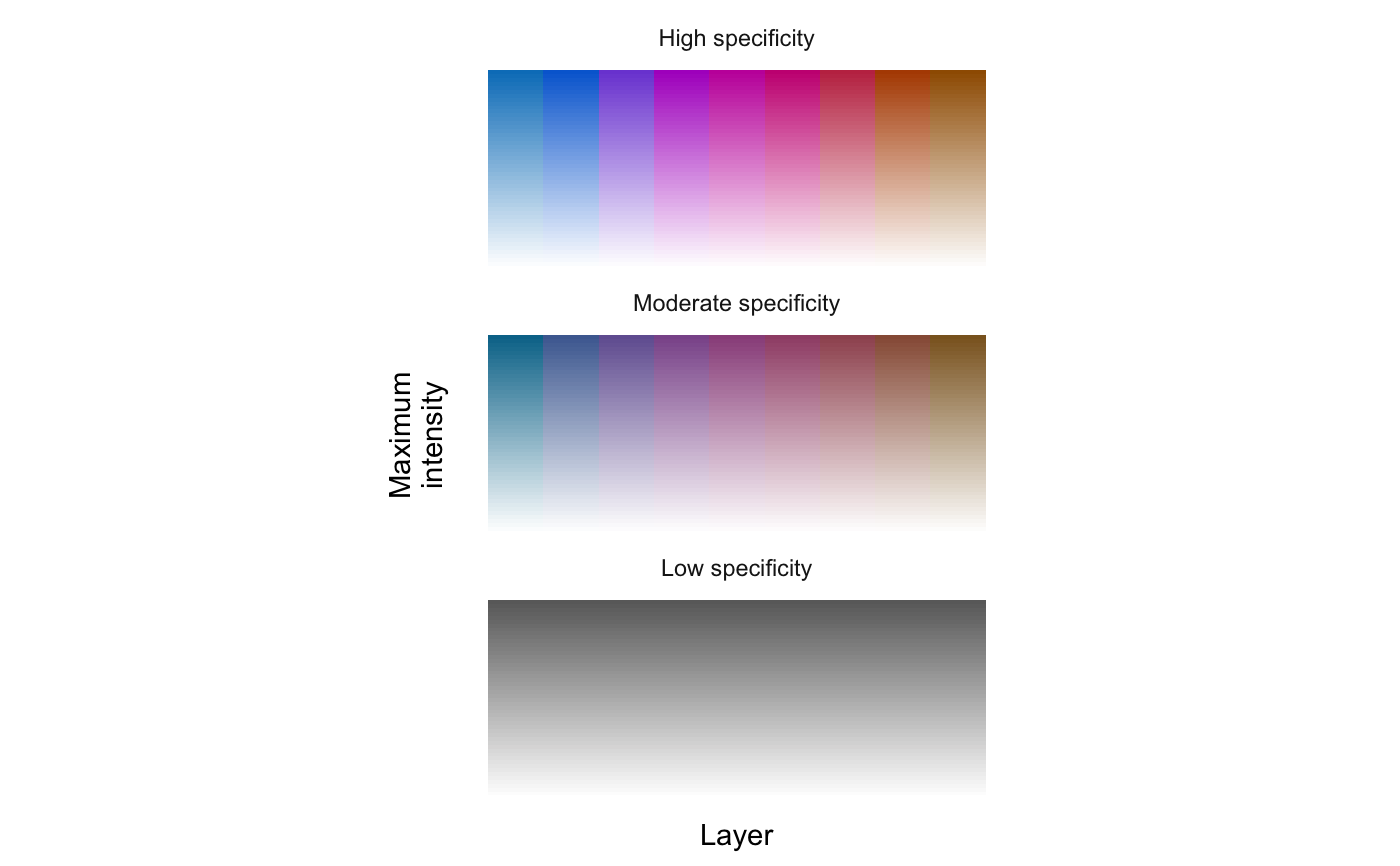 High specificity
Moderate specificity
Maximum
intensity
Low specificity
Layer